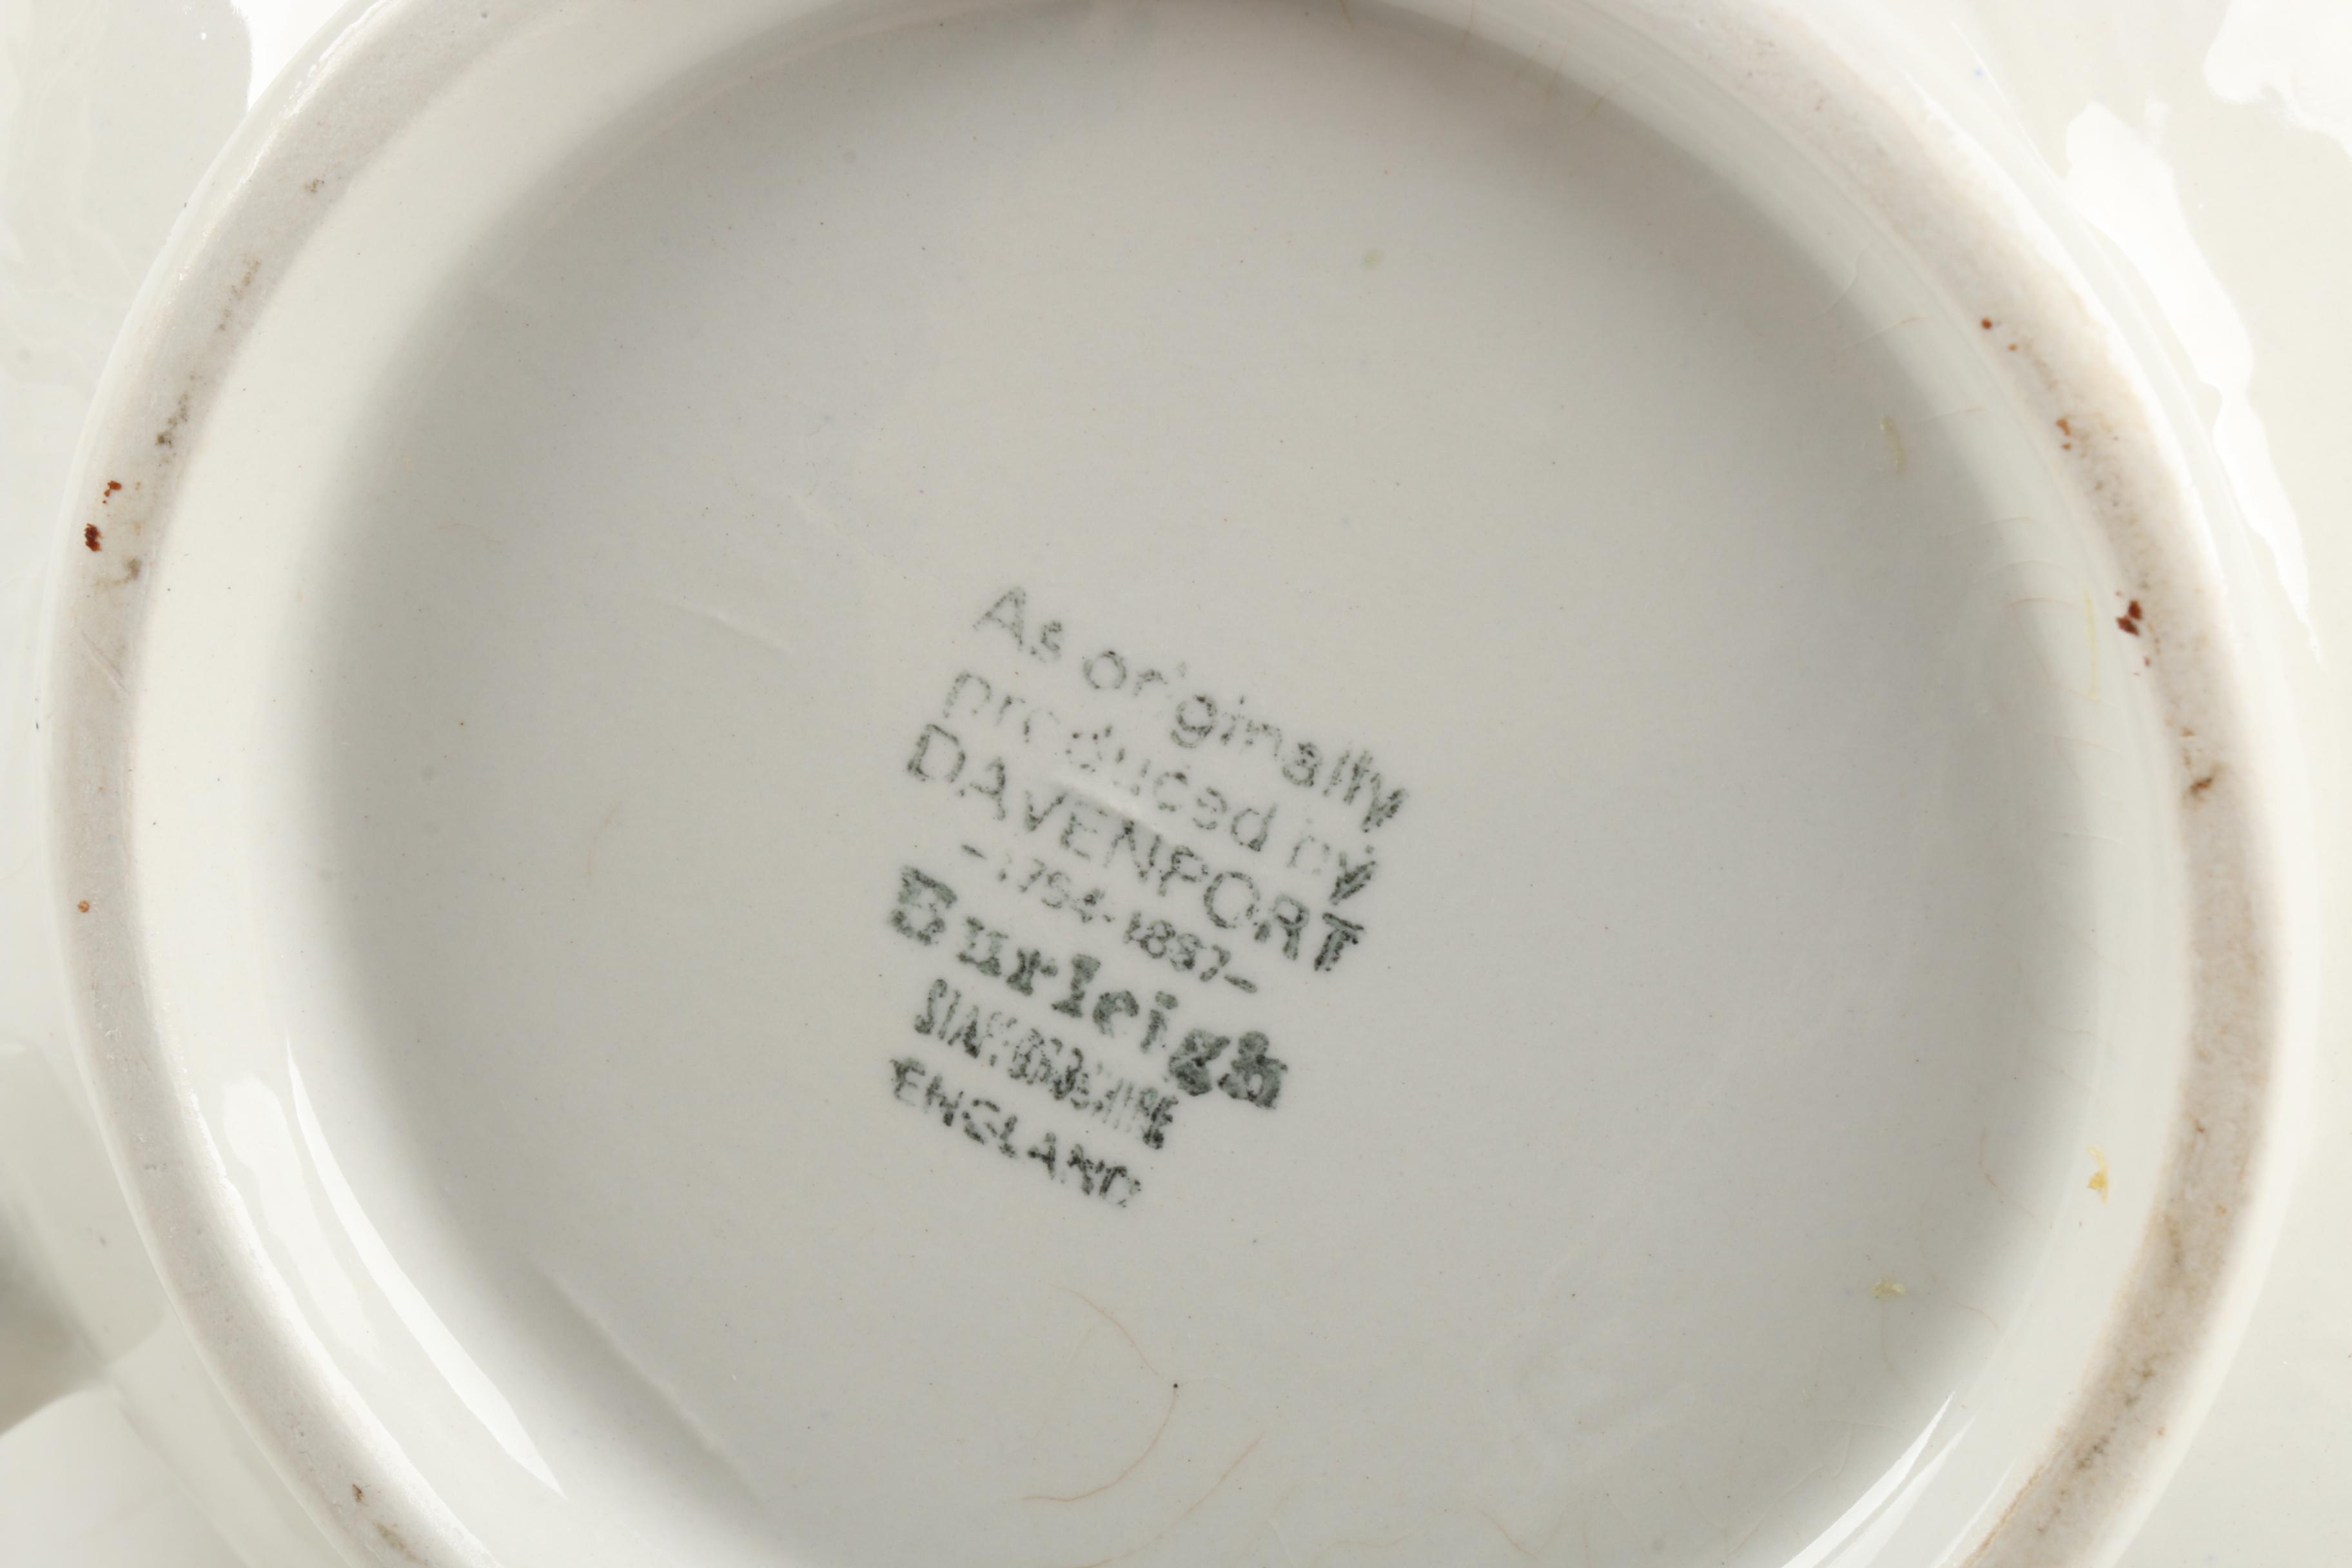 As originally
produced by
DAVENPORT
-1794-1887-
Burleigh
STAFFORDSHIRE
ENGLAND